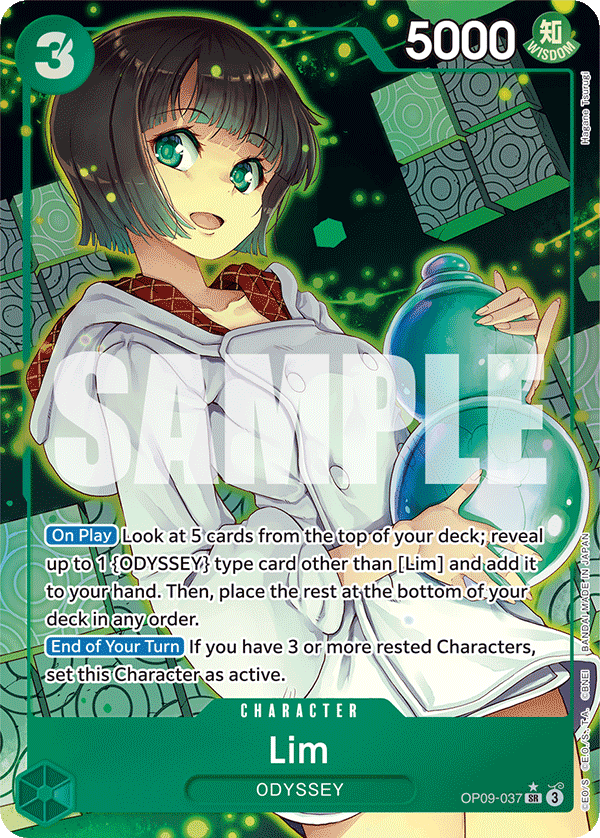 3
5000
知
WISDOM
Hagane Tsurugi
SAMPLE
On Play Look at 5 cards from the top of your deck; reveal
up to 1 {ODYSSEY} type card other than [Lim] and add it
to your hand. Then, place the rest at the bottom of your
deck in any order.
End of Your Turn If you have 3 or more rested Characters,
set this Character as active.
BANDAI MADE IN JAPAN
©E.O./S. ©E.O./S., T.A. ©BNEI
CHARACTER
Lim
ODYSSEY
OP09-037 ★ SR 3